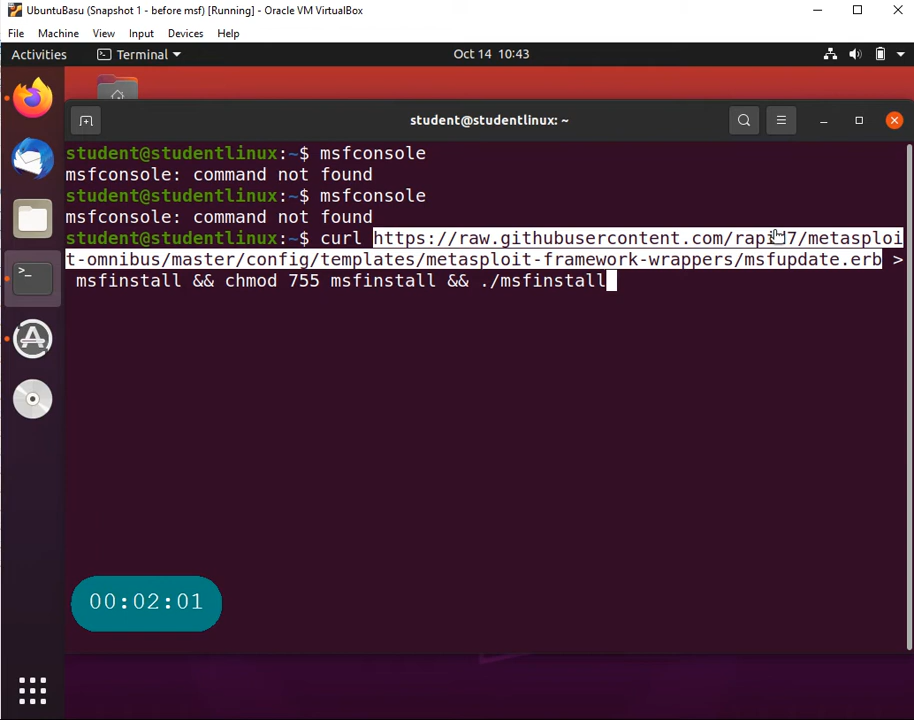 UbuntuBasu (Snapshot 1 - before msf) [Running] - Oracle VM VirtualBox
File Machine View Input Devices Help
Activities Terminal Oct 14 10:43
student@studentlinux: ~
student@studentlinux:~$ msfconsole
msfconsole: command not found
student@studentlinux:~$ msfconsole
msfconsole: command not found
student@studentlinux:~$ curl https://raw.githubusercontent.com/rapid7/metasploi
t-omnibus/master/config/templates/metasploit-framework-wrappers/msfupdate.erb >
msfinstall && chmod 755 msfinstall && ./msfinstall
00:02:01